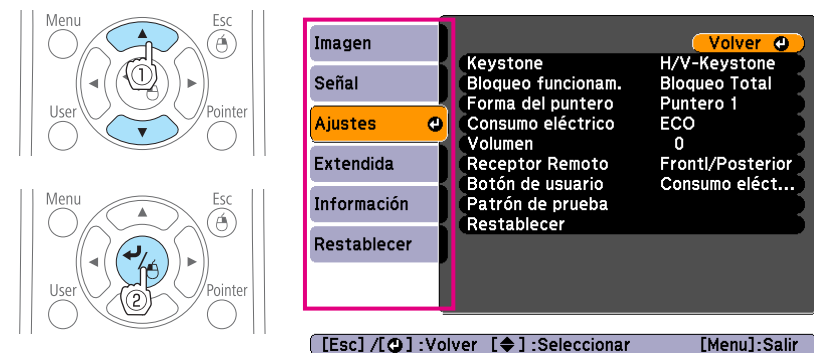 Menu Esc
①
User Pointer
Menu Esc
②
User Pointer
Imagen
Señal
Ajustes
Extendida
Información
Restablecer
Volver
Keystone H/V-Keystone
Bloqueo funcionam. Bloqueo Total
Forma del puntero Puntero 1
Consumo eléctrico ECO
Volumen 0
Receptor Remoto Frontl/Posterior
Botón de usuario Consumo eléct...
Patrón de prueba
Restablecer
[Esc] /[⏎] :Volver [◆] :Seleccionar [Menu]:Salir